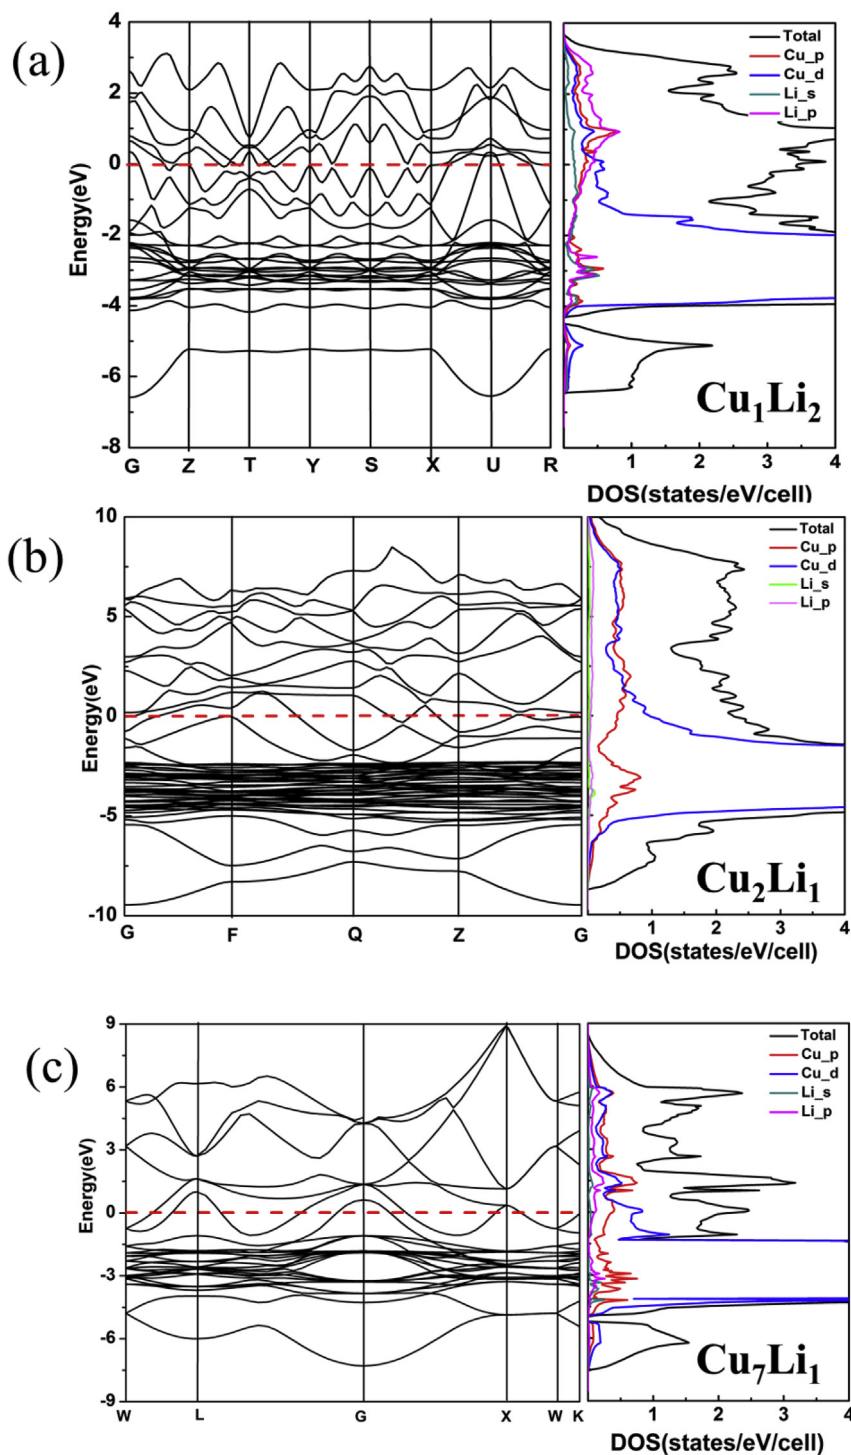 (a)
Energy(eV)
4
2
0
-2
-4
-6
-8
G Z T Y S X U R
Total
Cu_p
Cu_d
Li_s
Li_p
Cu₁Li₂
1 2 3 4
DOS(states/eV/cell)
(b)
Energy(eV)
10
5
0
-5
-10
G F Q Z G
Total
Cu_p
Cu_d
Li_s
Li_p
Cu₂Li₁
0 1 2 3 4
DOS(states/eV/cell)
(c)
Energy(eV)
9
6
3
0
-3
-6
-9
W L G X W K
Total
Cu_p
Cu_d
Li_s
Li_p
Cu₇Li₁
0 1 2 3 4
DOS(states/eV/cell)